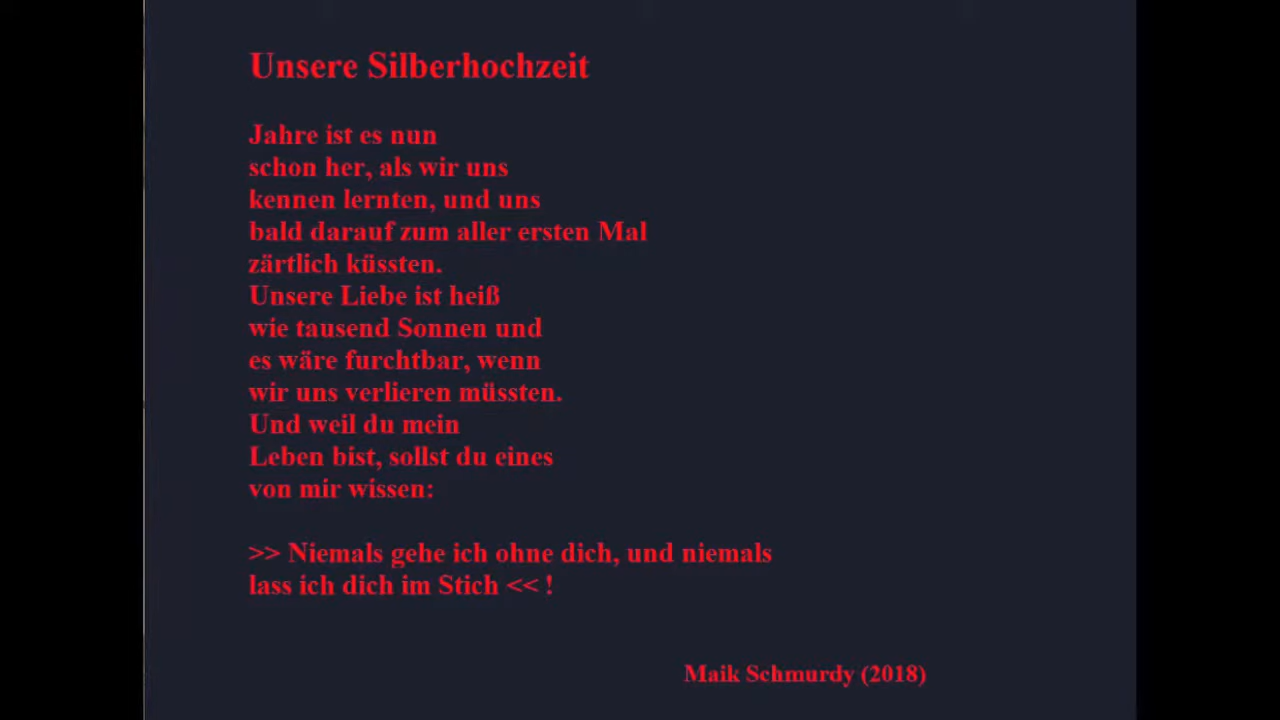 Unsere Silberhochzeit
Jahre ist es nun
schon her, als wir uns
kennen lernten, und uns
bald darauf zum aller ersten Mal
zärtlich küssten.
Unsere Liebe ist heiß
wie tausend Sonnen und
es wäre furchtbar, wenn
wir uns verlieren müssten.
Und weil du mein
Leben bist, sollst du eines
von mir wissen:
>> Niemals gehe ich ohne dich, und niemals
lass ich dich im Stich << !
Maik Schmurdy (2018)